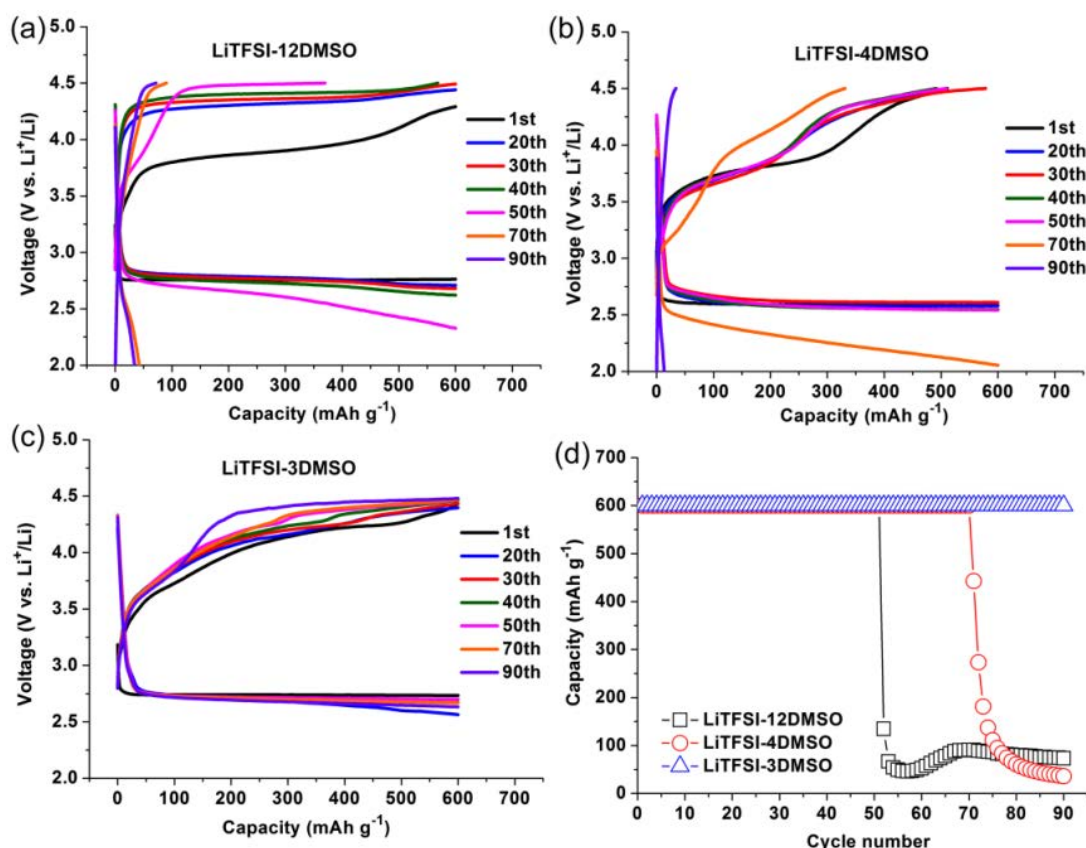 (a)
LiTFSI-12DMSO
5.0
4.5
4.0
3.5
3.0
2.5
2.0
Voltage (V vs. Li⁺/Li)
1st
20th
30th
40th
50th
70th
90th
0 100 200 300 400 500 600 700
Capacity (mAh g⁻¹)
(b)
LiTFSI-4DMSO
5.0
4.5
4.0
3.5
3.0
2.5
2.0
Voltage (V vs. Li⁺/Li)
1st
20th
30th
40th
50th
70th
90th
0 100 200 300 400 500 600 700
Capacity (mAh g⁻¹)
(c)
LiTFSI-3DMSO
5.0
4.5
4.0
3.5
3.0
2.5
2.0
Voltage (V vs. Li⁺/Li)
1st
20th
30th
40th
50th
70th
90th
0 100 200 300 400 500 600 700
Capacity (mAh g⁻¹)
(d)
700
600
500
400
300
200
100
0
Capacity (mAh g⁻¹)
LiTFSI-12DMSO
LiTFSI-4DMSO
LiTFSI-3DMSO
0 10 20 30 40 50 60 70 80 90
Cycle number